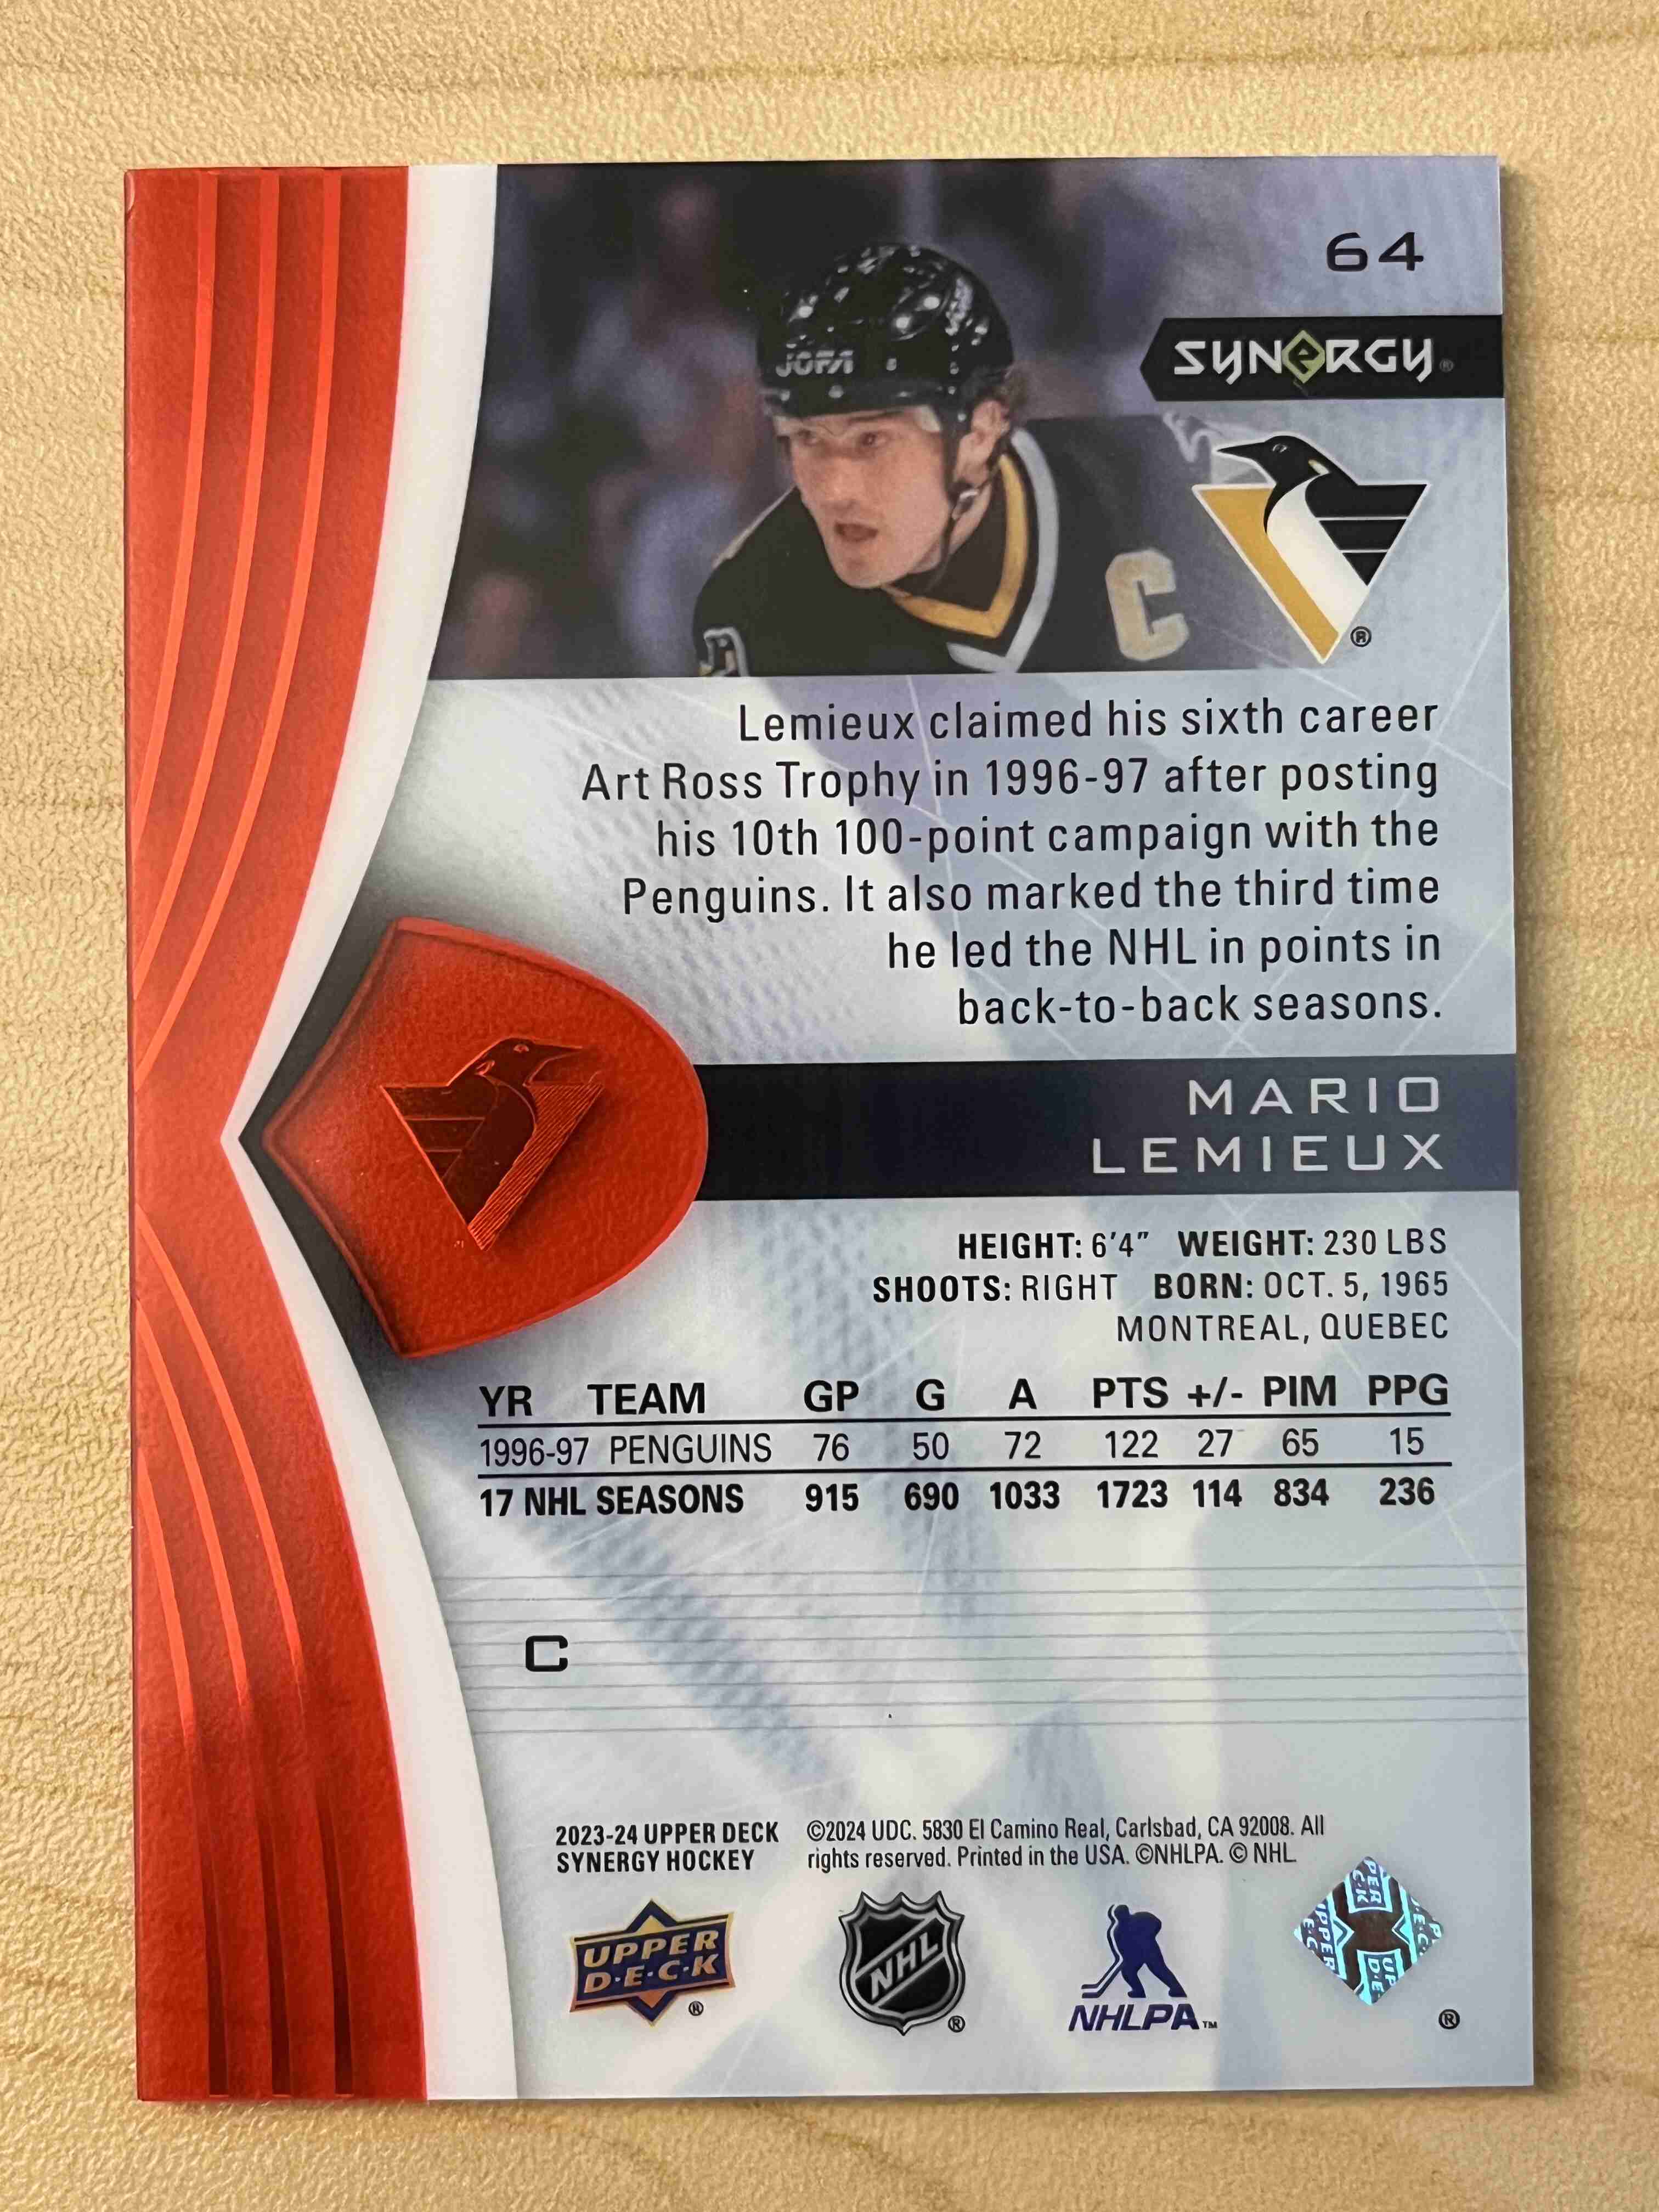 64
SYNeRGY®
JOFA
C
®
Lemieux claimed his sixth career
Art Ross Trophy in 1996-97 after posting
his 10th 100-point campaign with the
Penguins. It also marked the third time
he led the NHL in points in
back-to-back seasons.
MARIO
LEMIEUX
HEIGHT: 6'4" WEIGHT: 230 LBS
SHOOTS: RIGHT BORN: OCT. 5, 1965
MONTREAL, QUEBEC
YR TEAM GP G A PTS +/- PIM PPG
1996-97 PENGUINS 76 50 72 122 27 65 15
17 NHL SEASONS 915 690 1033 1723 114 834 236
C
2023-24 UPPER DECK
SYNERGY HOCKEY
©2024 UDC. 5830 El Camino Real, Carlsbad, CA 92008. All
rights reserved. Printed in the USA. ©NHLPA. © NHL.
UPPER
D·E·C·K
®
NHL
®
NHLPA™
®